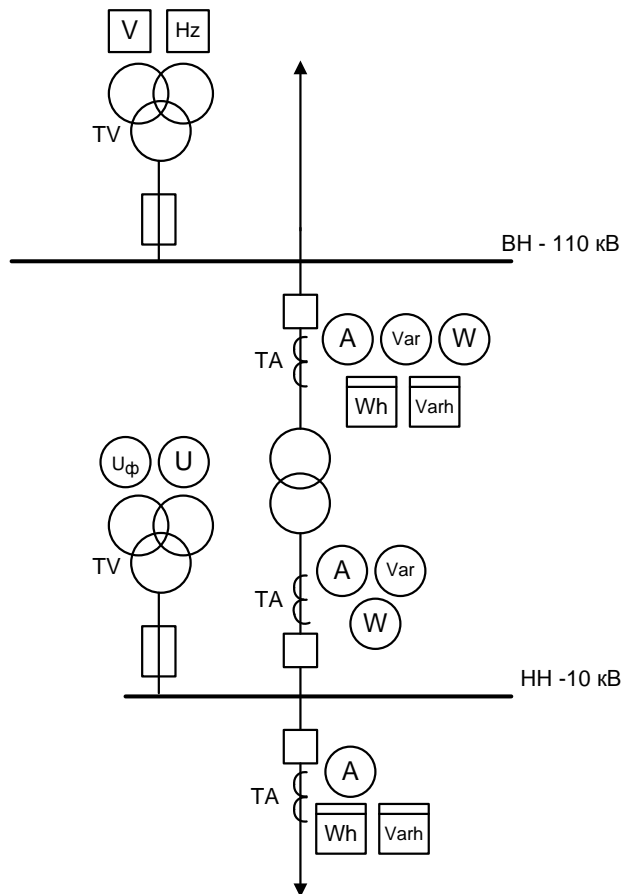 V Hz
TV
ВН - 110 кВ
A Var W
TA
Wh Varh
Uф U
TV
A Var
TA
W
НН -10 кВ
A
TA
Wh Varh